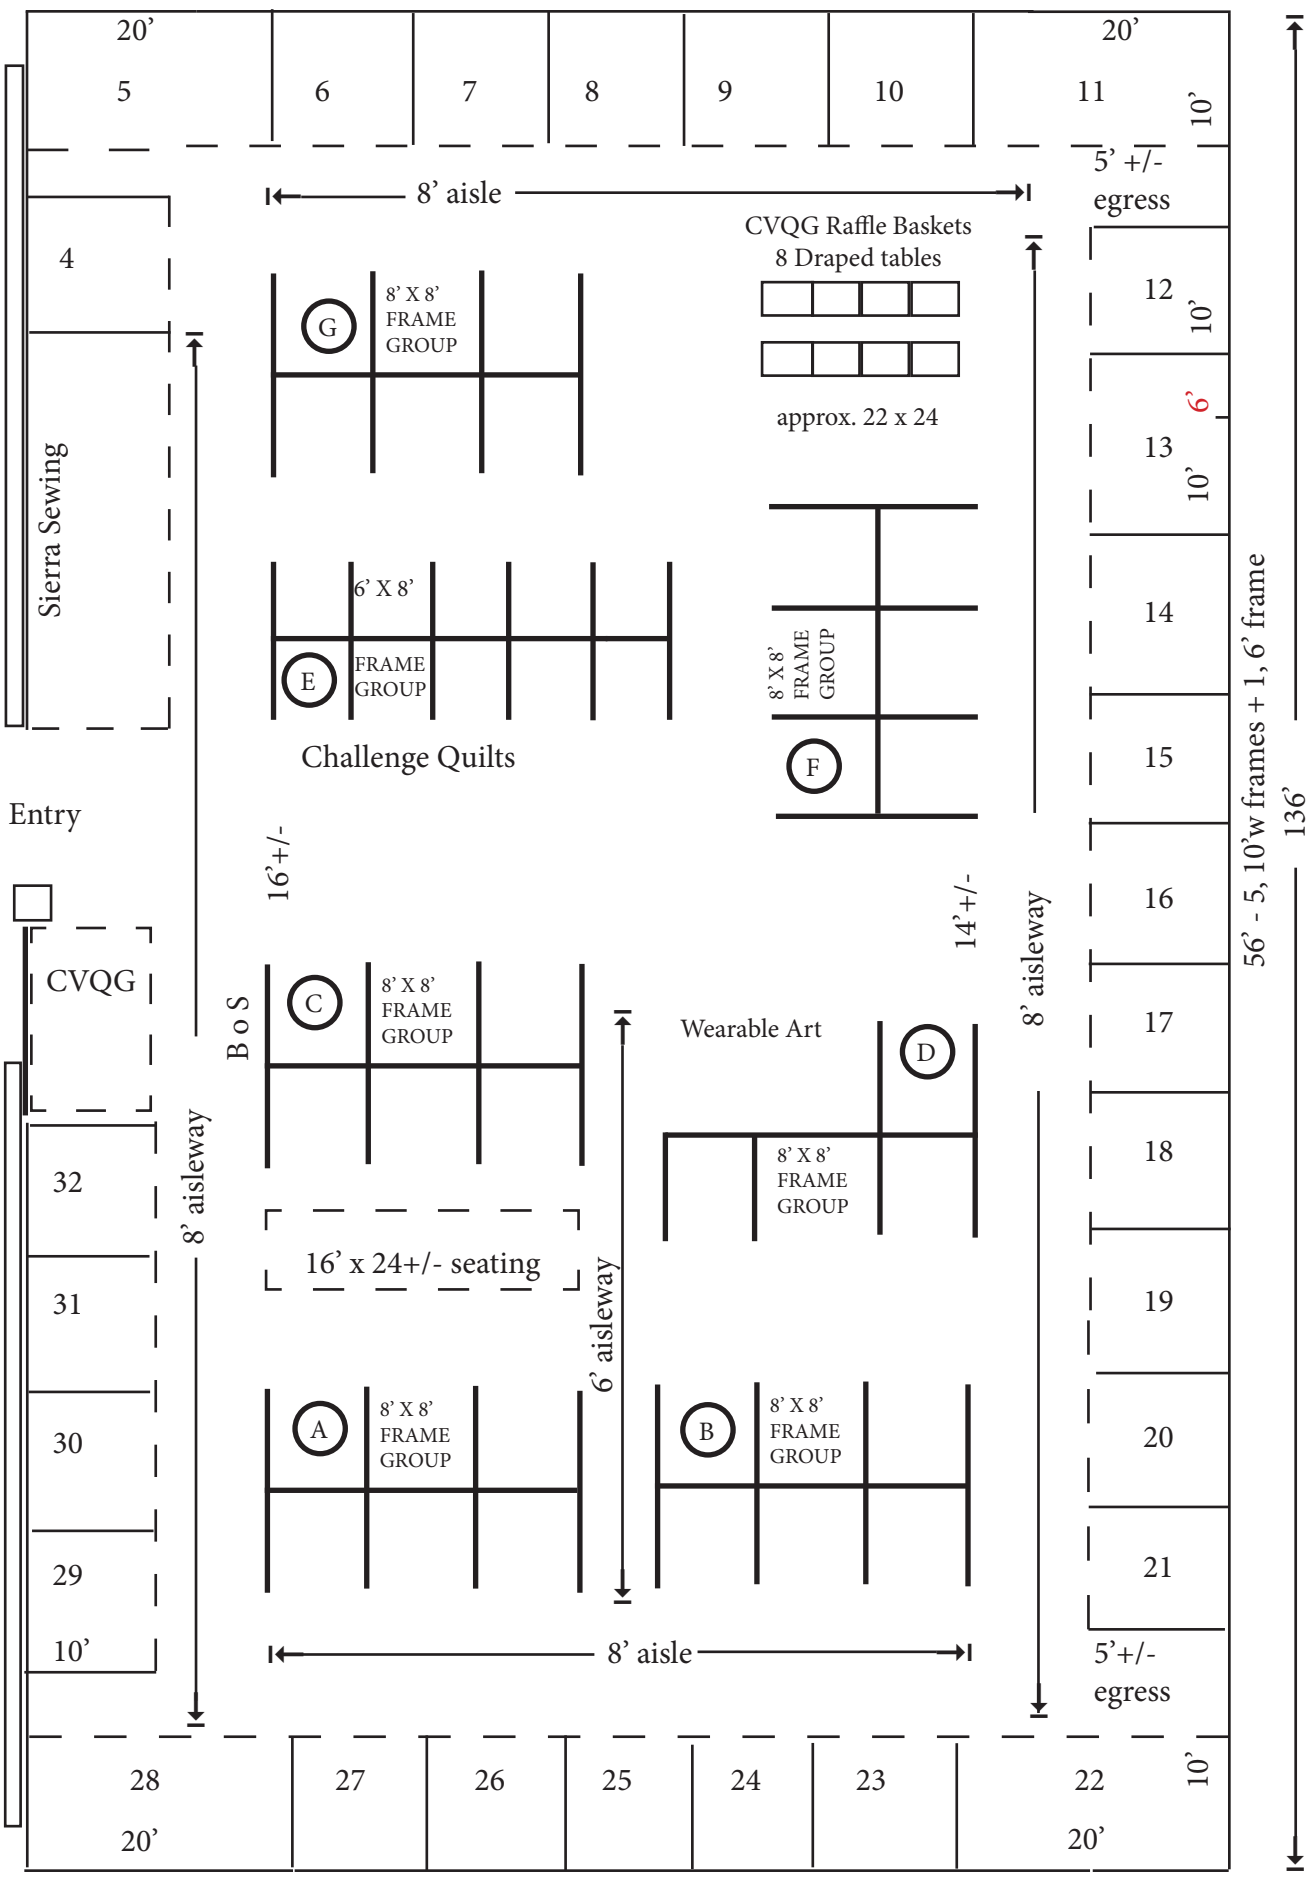 20’
20’
5
6
7
8
9
10
11
10’
5’ +/-
egress
8’ aisle
4
CVQG Raffle Baskets
8 Draped tables
approx. 22 x 24
12
10’
6’
13
10’
G
8’ X 8’
FRAME
GROUP
Sierra Sewing
6’ X 8’
E
FRAME
GROUP
Challenge Quilts
8’ X 8’
FRAME
GROUP
F
14
15
16
17
18
19
20
21
56’ - 5, 10’w frames + 1, 6’ frame
136’
Entry
16’+/-
14’+/-
8’ aisleway
CVQG
B o S
C
8’ X 8’
FRAME
GROUP
Wearable Art
D
8’ X 8’
FRAME
GROUP
8’ aisleway
32
31
30
29
10’
16’ x 24+/- seating
6’ aisleway
A
8’ X 8’
FRAME
GROUP
B
8’ X 8’
FRAME
GROUP
8’ aisle
5’+/-
egress
28
27
26
25
24
23
22
10’
20’
20’